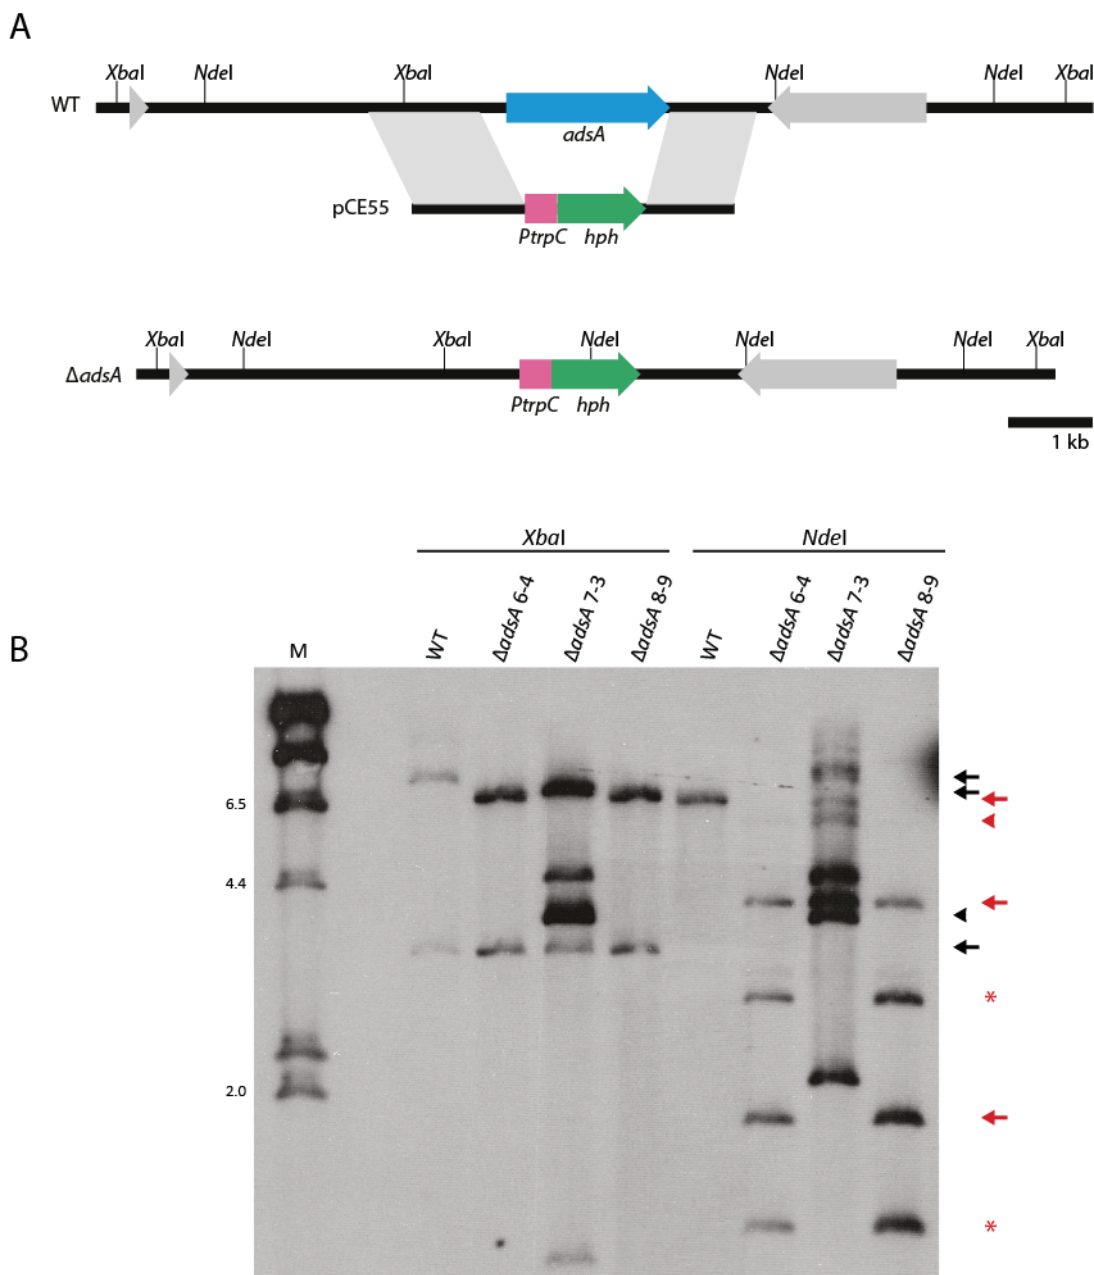 A
XbaI NdeI XbaI NdeI NdeI XbaI
WT
adsA
pCE55
PtrpC hph
XbaI NdeI XbaI NdeI NdeI NdeI XbaI
ΔadsA
PtrpC hph
1 kb
XbaI NdeI
B
M WT ΔadsA 6-4 ΔadsA 7-3 ΔadsA 8-9 WT ΔadsA 6-4 ΔadsA 7-3 ΔadsA 8-9
6.5
4.4
*
2.0
*